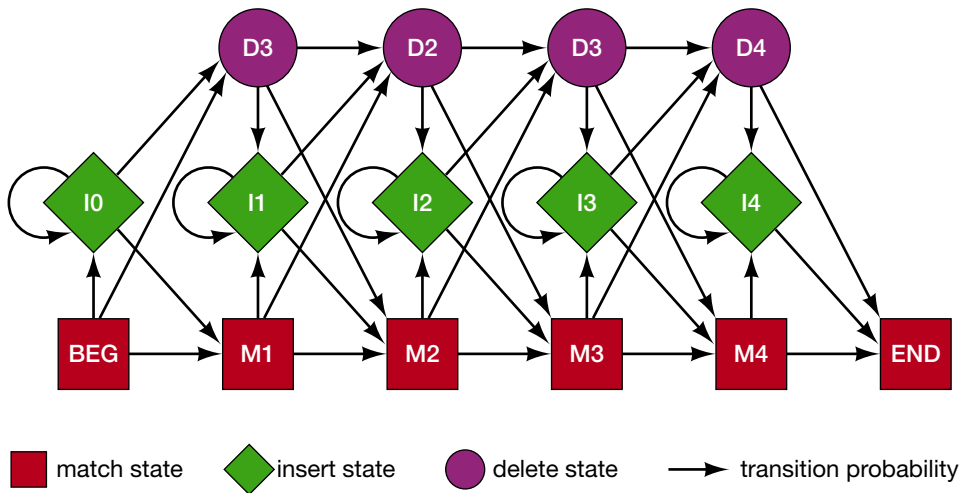 D3 D2 D3 D4
I0 I1 I2 I3 I4
BEG M1 M2 M3 M4 END
match state insert state delete state transition probability